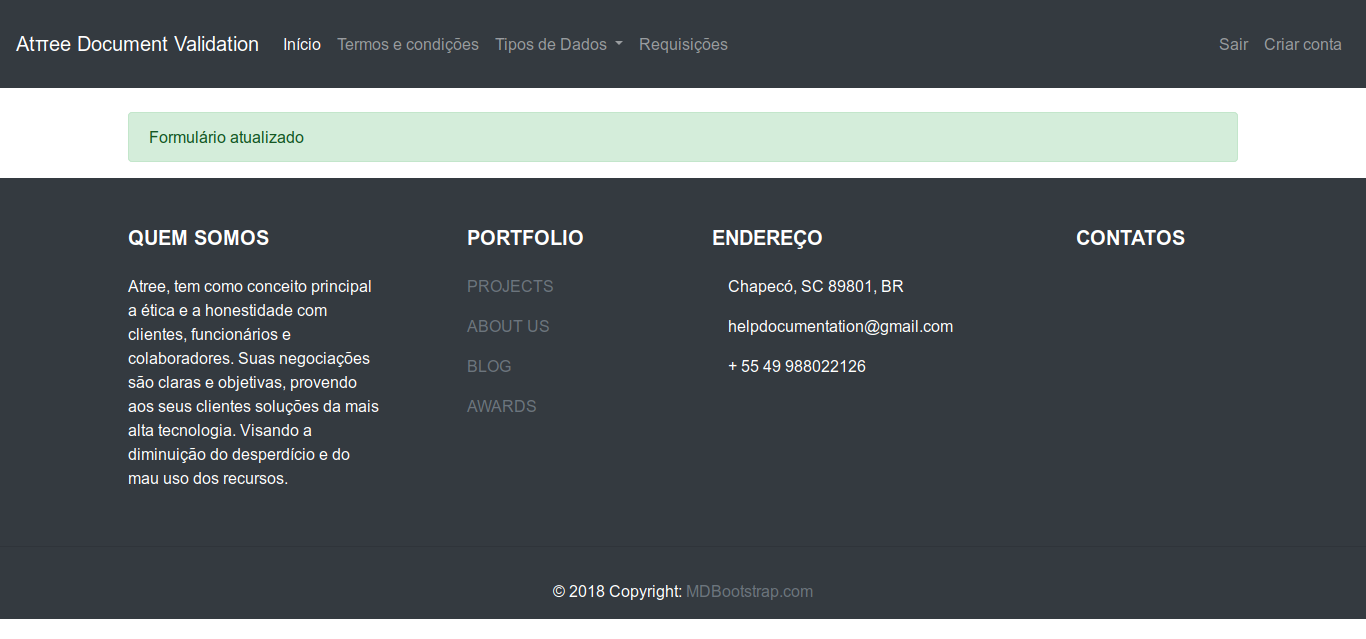 Atπree Document Validation Início Termos e condições Tipos de Dados Requisições Sair Criar conta
Formulário atualizado
QUEM SOMOS
Atree, tem como conceito principal
a ética e a honestidade com
clientes, funcionários e
colaboradores. Suas negociações
são claras e objetivas, provendo
aos seus clientes soluções da mais
alta tecnologia. Visando a
diminuição do desperdício e do
mau uso dos recursos.
PORTFOLIO
PROJECTS
ABOUT US
BLOG
AWARDS
ENDEREÇO
Chapecó, SC 89801, BR
helpdocumentation@gmail.com
+ 55 49 988022126
CONTATOS
© 2018 Copyright: MDBootstrap.com